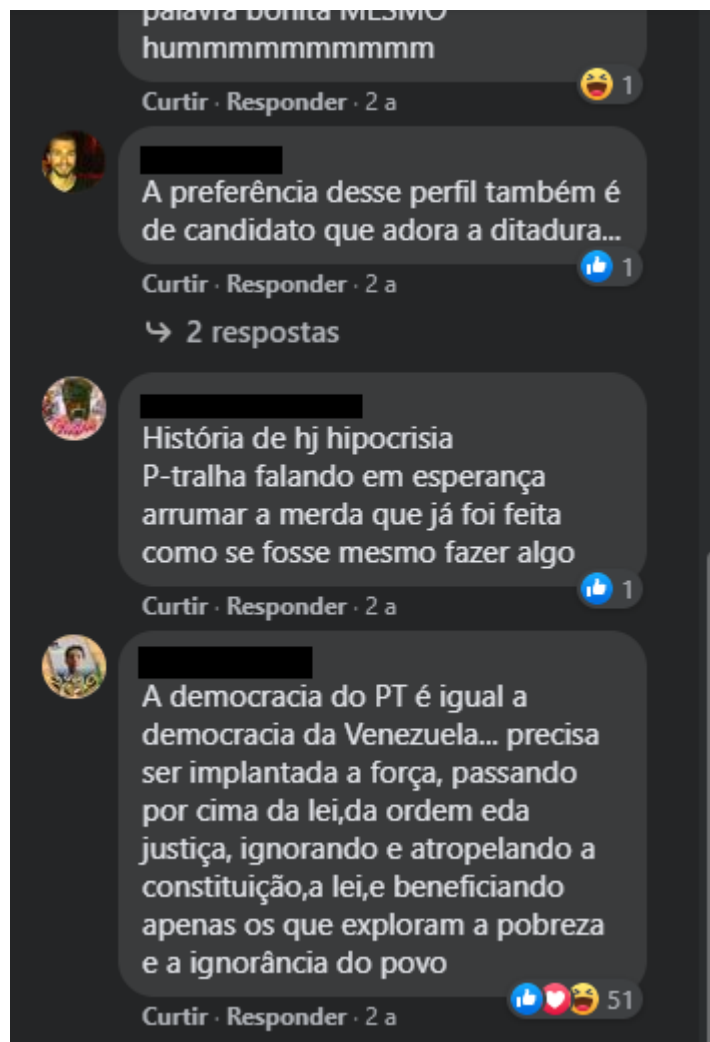 palavra bonita MESMO
hummmmmmmmmm
1
Curtir · Responder · 2 a
A preferência desse perfil também é
de candidato que adora a ditadura...
1
Curtir · Responder · 2 a
2 respostas
História de hj hipocrisia
P-tralha falando em esperança
arrumar a merda que já foi feita
como se fosse mesmo fazer algo
1
Curtir · Responder · 2 a
A democracia do PT é igual a
democracia da Venezuela... precisa
ser implantada a força, passando
por cima da lei,da ordem eda
justiça, ignorando e atropelando a
constituição,a lei,e beneficiando
apenas os que exploram a pobreza
e a ignorância do povo
51
Curtir · Responder · 2 a